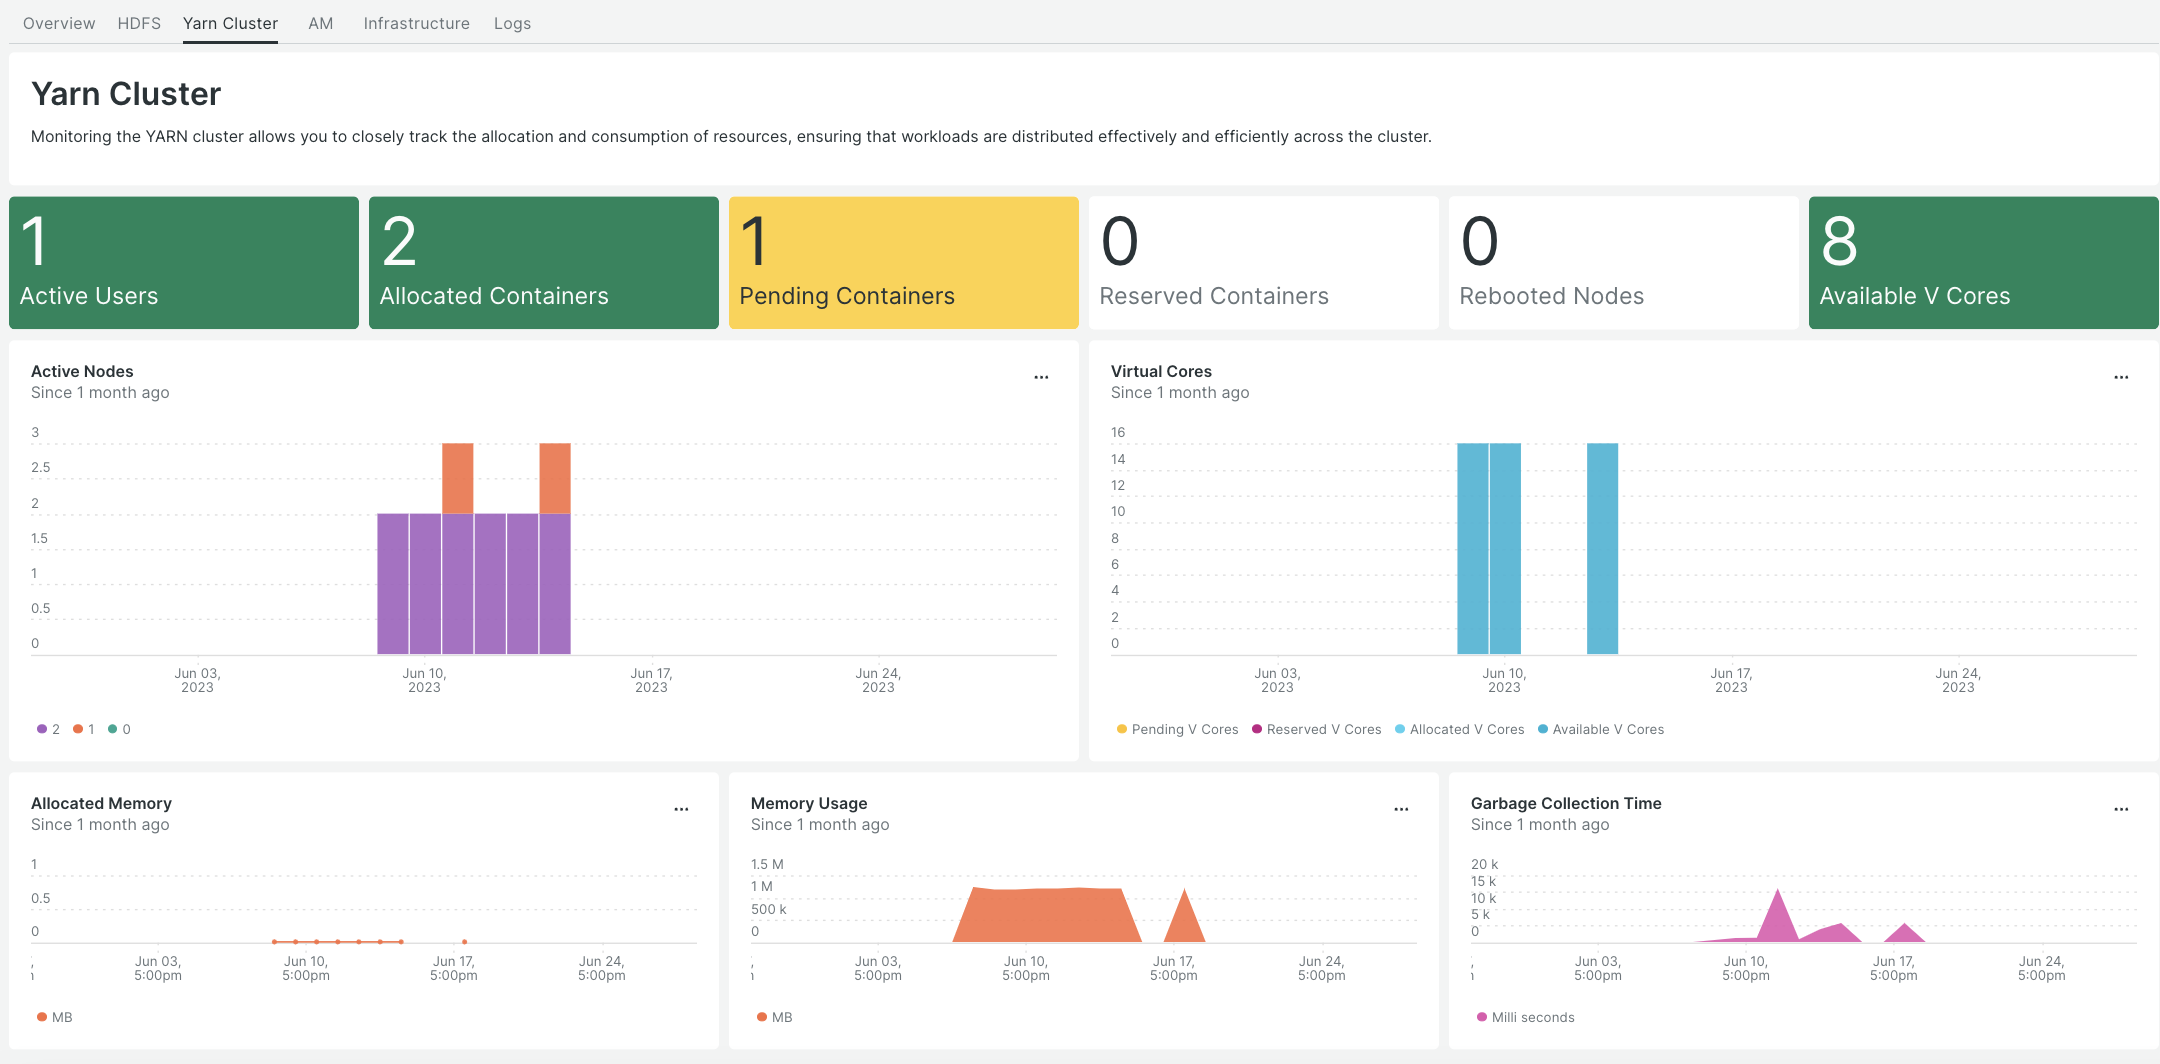 Overview HDFS Yarn Cluster AM Infrastructure Logs
Yarn Cluster
Monitoring the YARN cluster allows you to closely track the allocation and consumption of resources, ensuring that workloads are distributed effectively and efficiently across the cluster.
1
Active Users
2
Allocated Containers
1
Pending Containers
0
Reserved Containers
0
Rebooted Nodes
8
Available V Cores
Active Nodes
Since 1 month ago
...
3
2.5
2
1.5
1
0.5
0
Jun 03,
2023
Jun 10,
2023
Jun 17,
2023
Jun 24,
2023
2 1 0
Virtual Cores
Since 1 month ago
...
16
14
12
10
8
6
4
2
0
Jun 03,
2023
Jun 10,
2023
Jun 17,
2023
Jun 24,
2023
Pending V Cores Reserved V Cores Allocated V Cores Available V Cores
Allocated Memory
Since 1 month ago
...
1
0.5
0
Jun 03,
5:00pm
Jun 10,
5:00pm
Jun 17,
5:00pm
Jun 24,
5:00pm
MB
Memory Usage
Since 1 month ago
...
1.5 M
1 M
500 k
0
Jun 03,
5:00pm
Jun 10,
5:00pm
Jun 17,
5:00pm
Jun 24,
5:00pm
MB
Garbage Collection Time
Since 1 month ago
...
20 k
15 k
10 k
5 k
0
Jun 03,
5:00pm
Jun 10,
5:00pm
Jun 17,
5:00pm
Jun 24,
5:00pm
Milli seconds